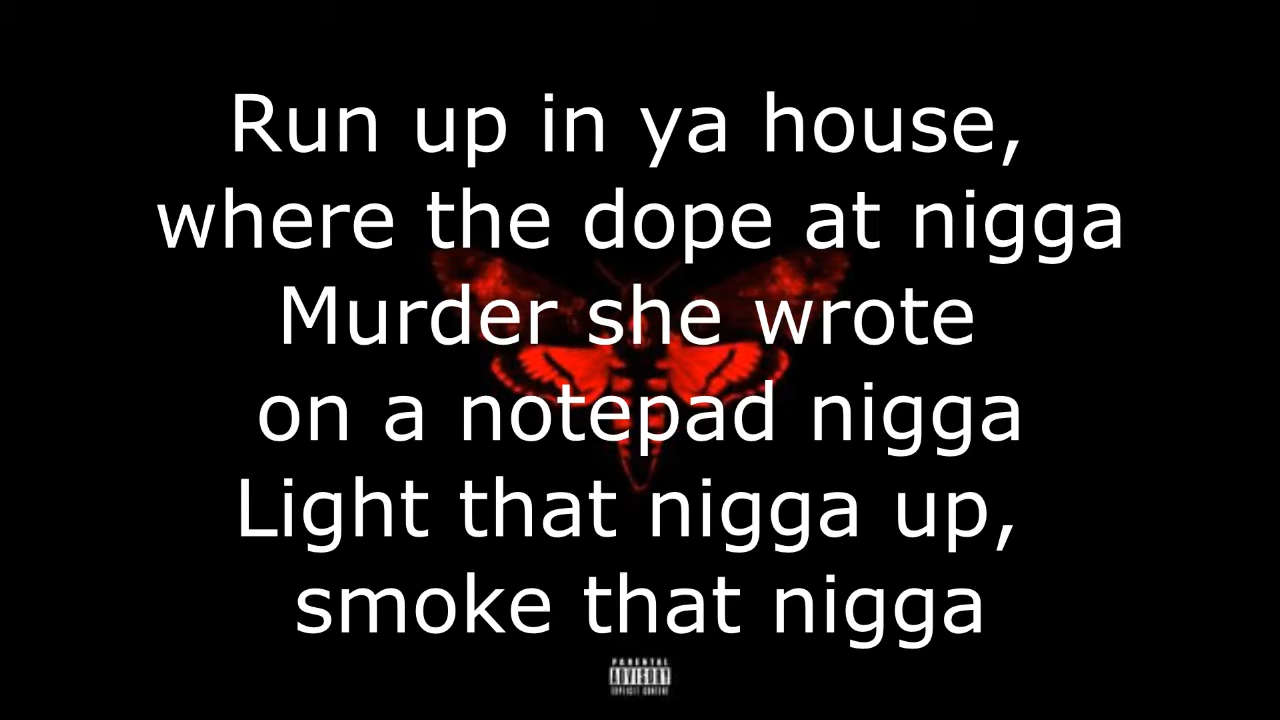 Run up in ya house,
where the dope at nigga
Murder she wrote
on a notepad nigga
Light that nigga up,
smoke that nigga
PARENTAL
ADVISORY
EXPLICIT CONTENT